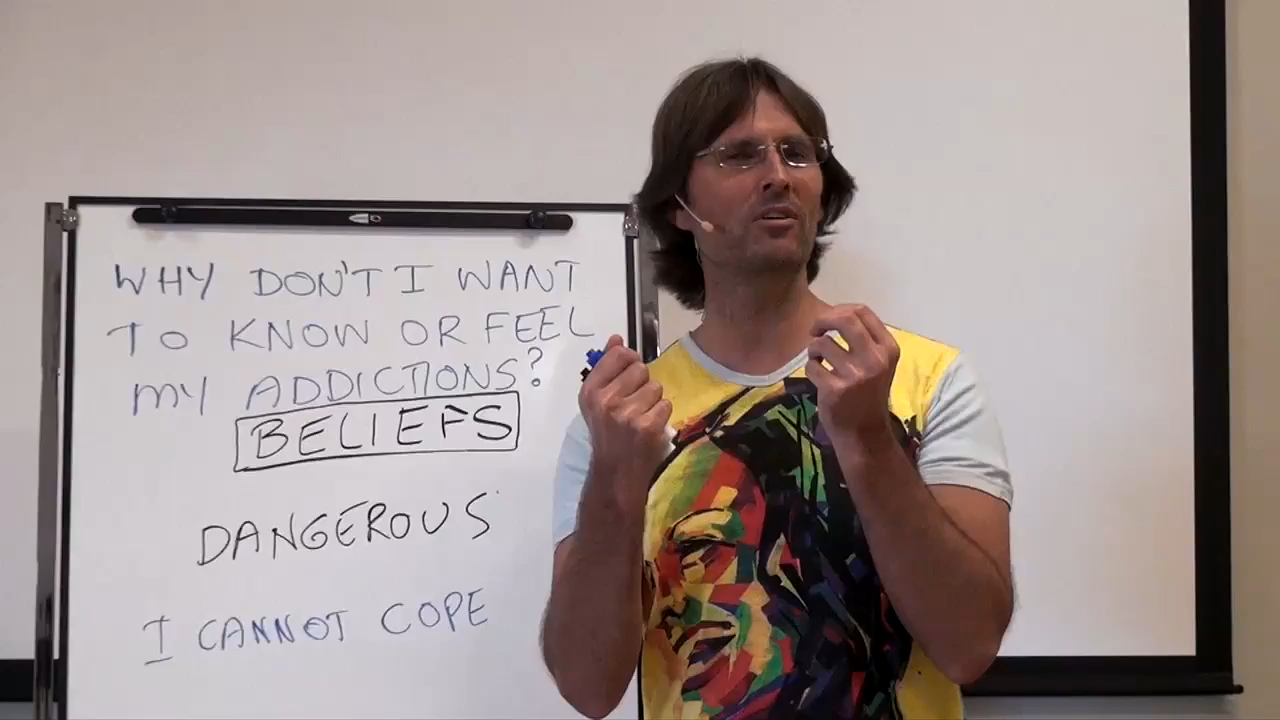 WHY DON'T I WANT
TO KNOW OR FEEL
MY ADDICTIONS?
BELIEFS
DANGEROUS
I CANNOT COPE